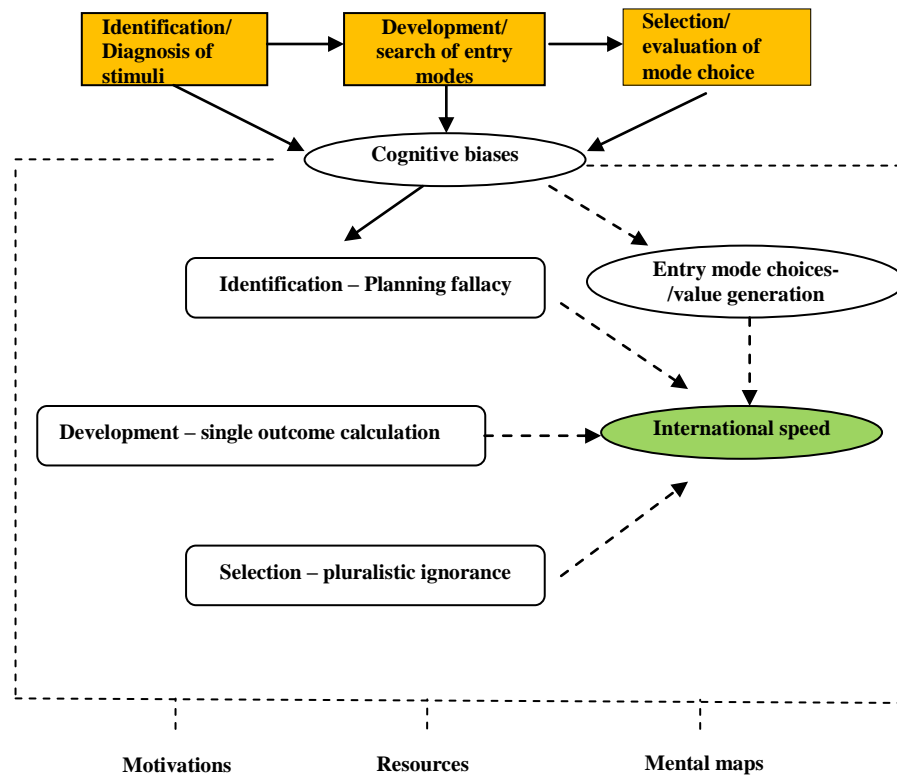 Identification/
Diagnosis of
stimuli
Development/
search of entry
modes
Selection/
evaluation of
mode choice
Cognitive biases
Identification – Planning fallacy
Entry mode choices-
/value generation
Development – single outcome calculation
International speed
Selection – pluralistic ignorance
Motivations
Resources
Mental maps